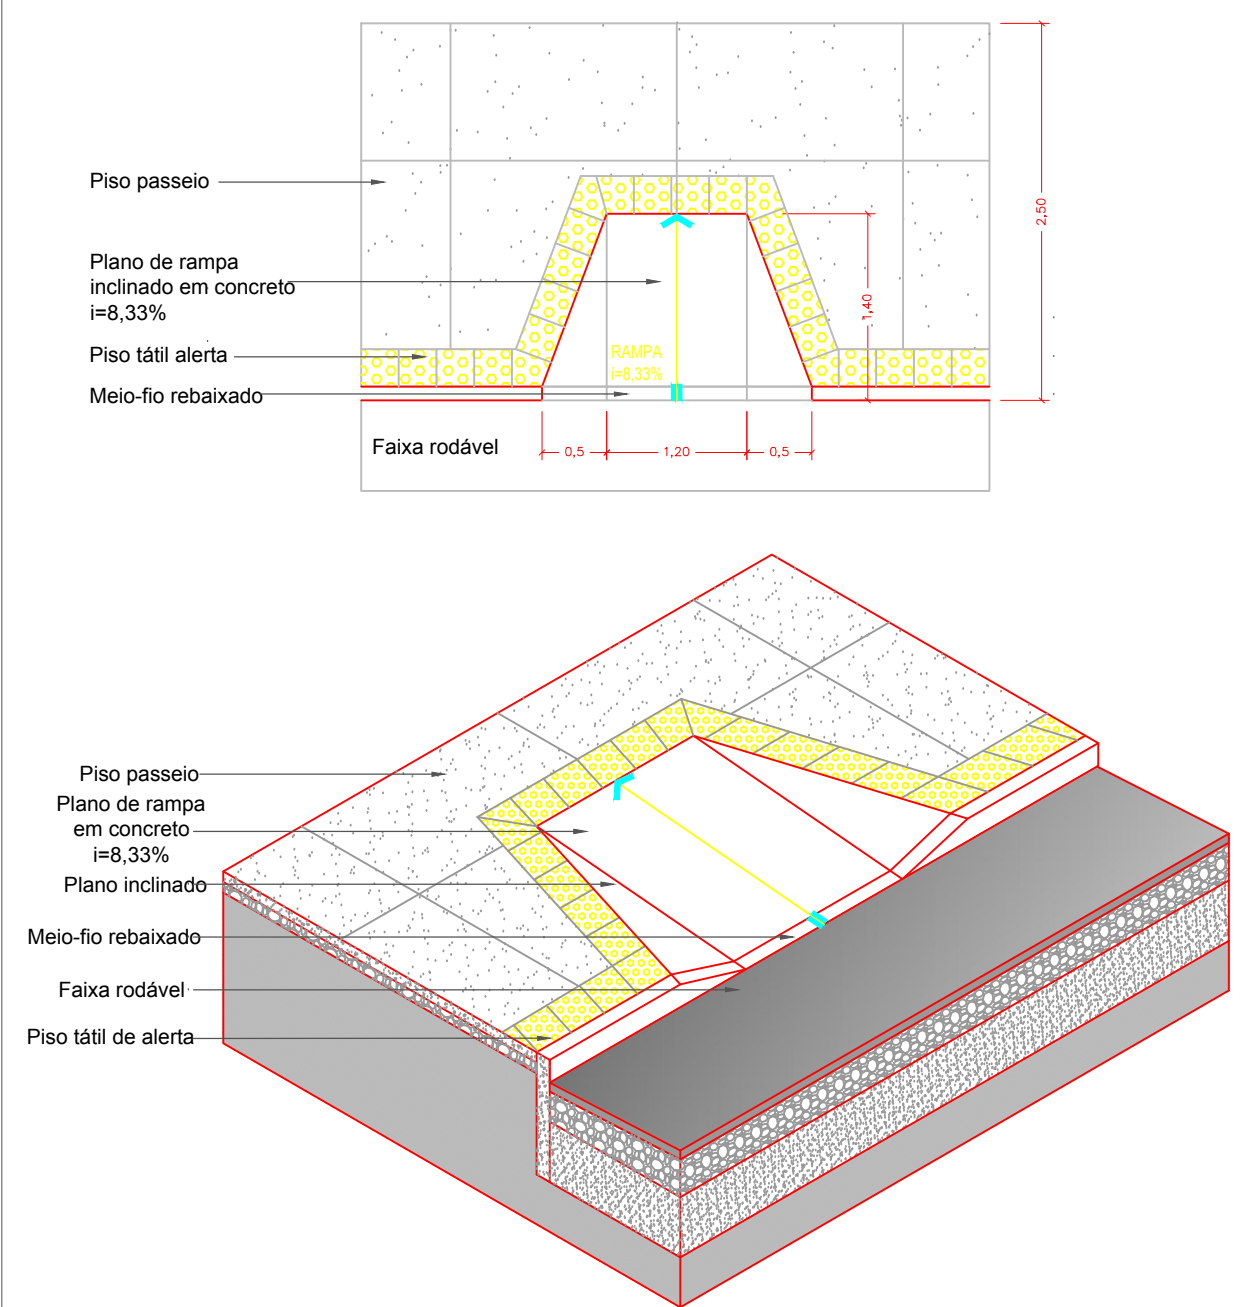 Piso passeio
Plano de rampa
inclinado em concreto
i=8,33%
Piso tátil alerta
Meio-fio rebaixado
RAMPA
i=8,33%
2,50
1,40
Faixa rodável
0,5
1,20
0,5
Piso passeio
Plano de rampa
em concreto
i=8,33%
Plano inclinado
Meio-fio rebaixado
Faixa rodável
Piso tátil de alerta